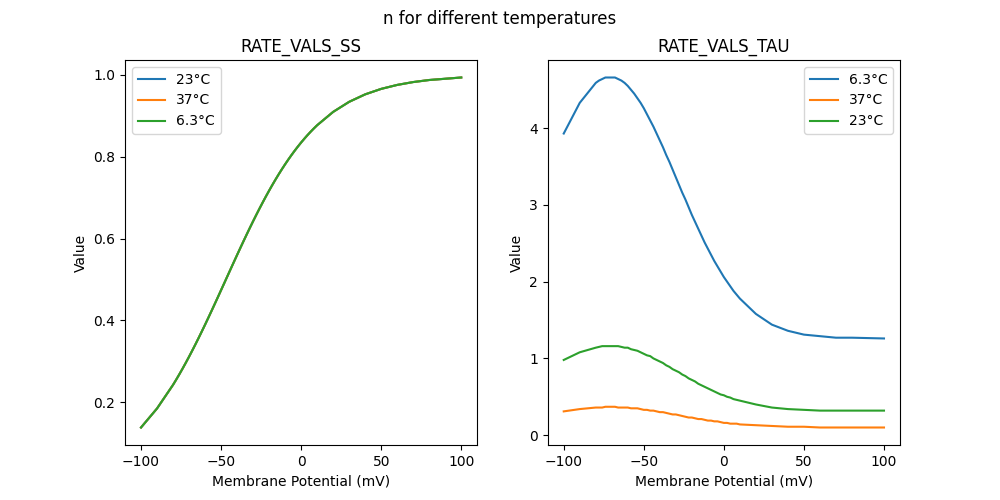 n for different temperatures
RATE_VALS_SS
1.0
0.8
0.6
0.4
0.2
Value
23°C
37°C
6.3°C
−100
−50
0
50
100
Membrane Potential (mV)
RATE_VALS_TAU
4
3
2
1
0
Value
6.3°C
37°C
23°C
−100
−50
0
50
100
Membrane Potential (mV)